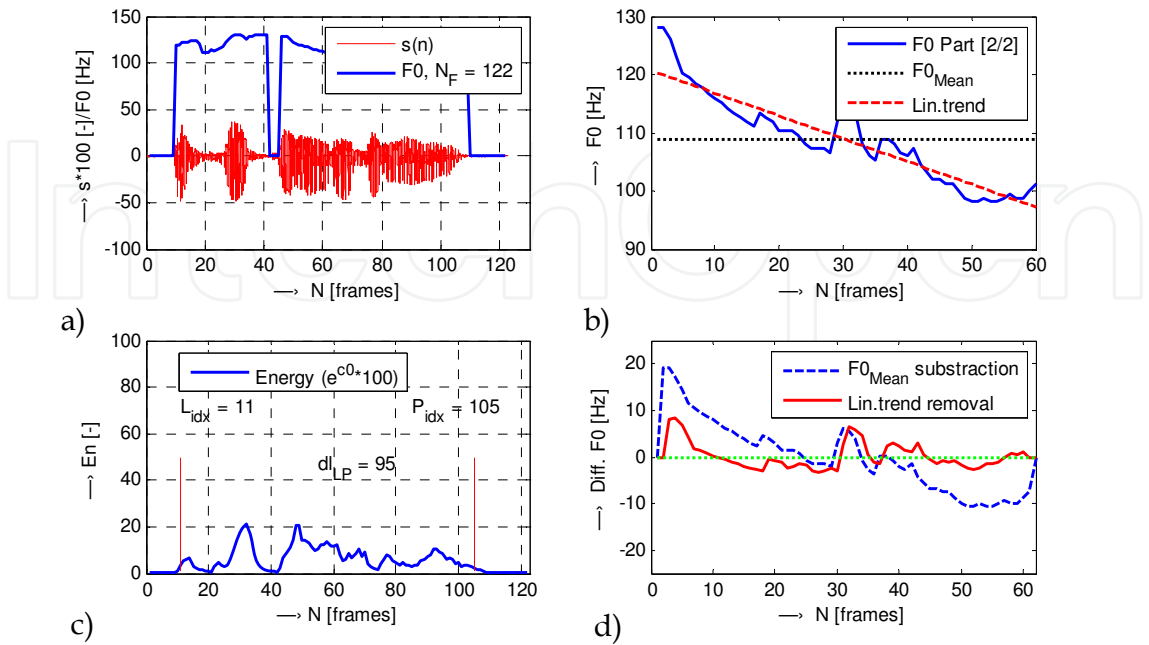 150
100
50
0
-50
-100
0 20 40 60 80 100 120
⟶ s*100 [-]/F0 [Hz]
⟶ N [frames]
s(n)
F0, N_F = 122
a)
130
120
110
100
90
0 10 20 30 40 50 60
⟶ F0 [Hz]
⟶ N [frames]
F0 Part [2/2]
F0_Mean
Lin.trend
b)
100
80
60
40
20
0
0 20 40 60 80 100 120
⟶ En [-]
⟶ N [frames]
Energy (e^c0*100)
L_idx = 11
P_idx = 105
dl_LP = 95
c)
20
10
0
-10
-20
0 10 20 30 40 50 60
⟶ Diff. F0 [Hz]
⟶ N [frames]
F0_Mean substraction
Lin.trend removal
d)
IntechOpen